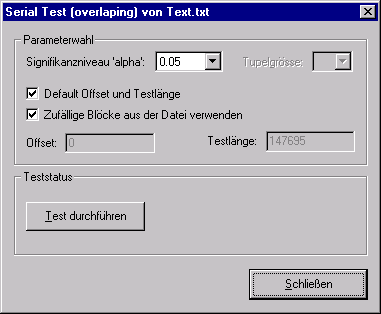 Serial Test (overlaping) von Text.txt
Parameterwahl
Signifikanzniveau 'alpha': 0.05 Tupelgrösse:
Default Offset und Testlänge
Zufällige Blöcke aus der Datei verwenden
Offset: 0 Testlänge: 147695
Teststatus
Test durchführen
Schließen